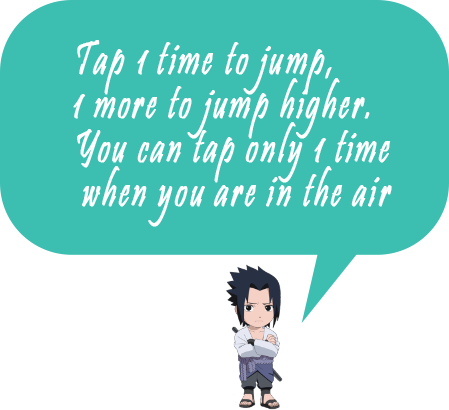 Tap 1 time to jump,
1 more to jump higher.
You can tap only 1 time
when you are in the air